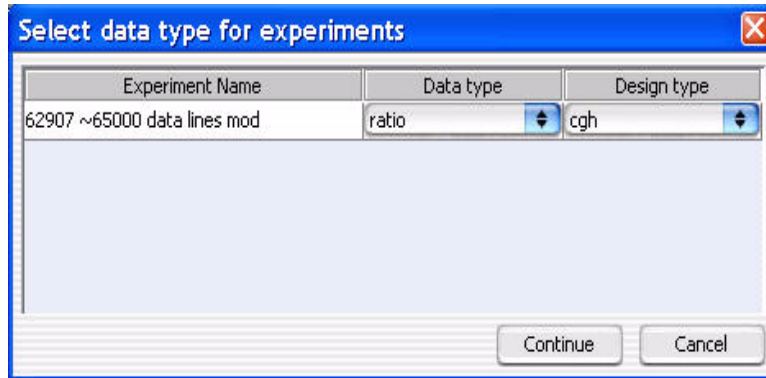 Select data type for experiments
Experiment Name Data type Design type
62907 ~65000 data lines mod ratio cgh
Continue Cancel